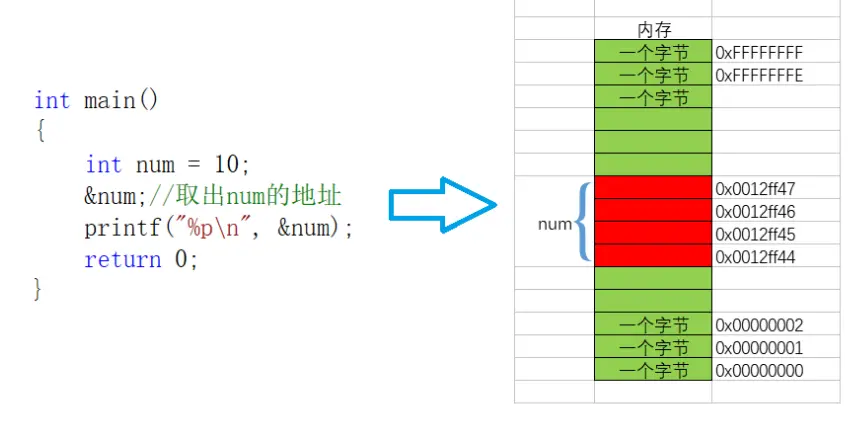 int main()
{
    int num = 10;
    &num;//取出num的地址
    printf("%p\n", &num);
    return 0;
}
内存
一个字节 0xFFFFFFFF
一个字节 0xFFFFFFFE
一个字节
num
0x0012ff47
0x0012ff46
0x0012ff45
0x0012ff44
一个字节 0x00000002
一个字节 0x00000001
一个字节 0x00000000